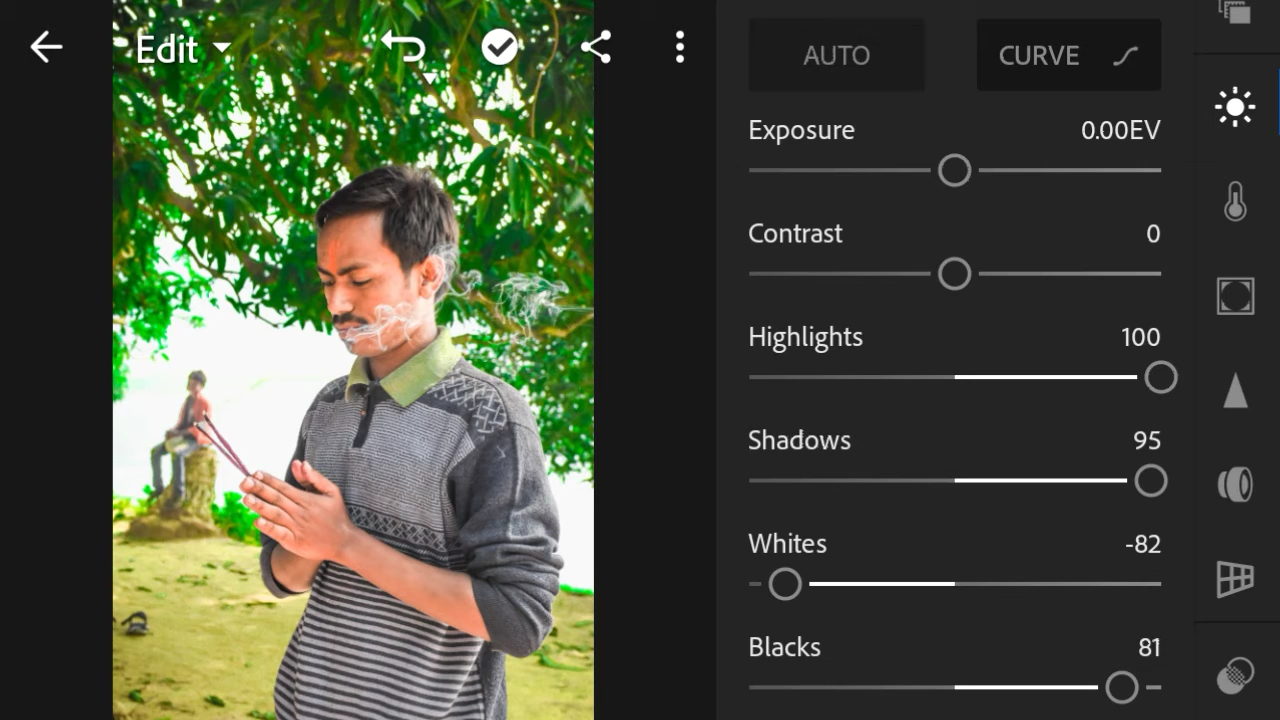 Edit
AUTO
CURVE
Exposure 0.00EV
Contrast 0
Highlights 100
Shadows 95
Whites -82
Blacks 81